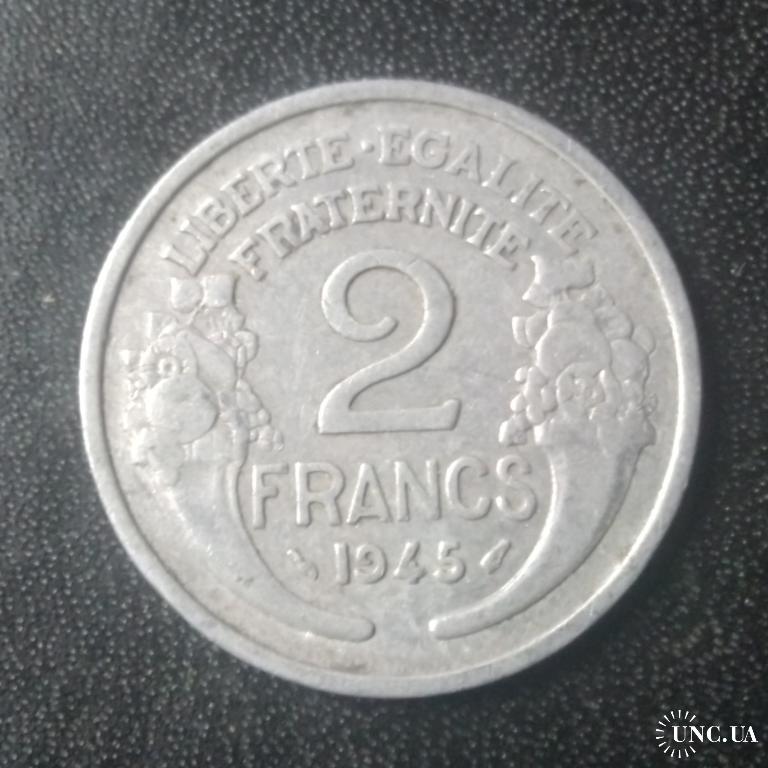 LIBERTE·EGALITE
FRATERNITE
2
FRANCS
1945
UNC.UA